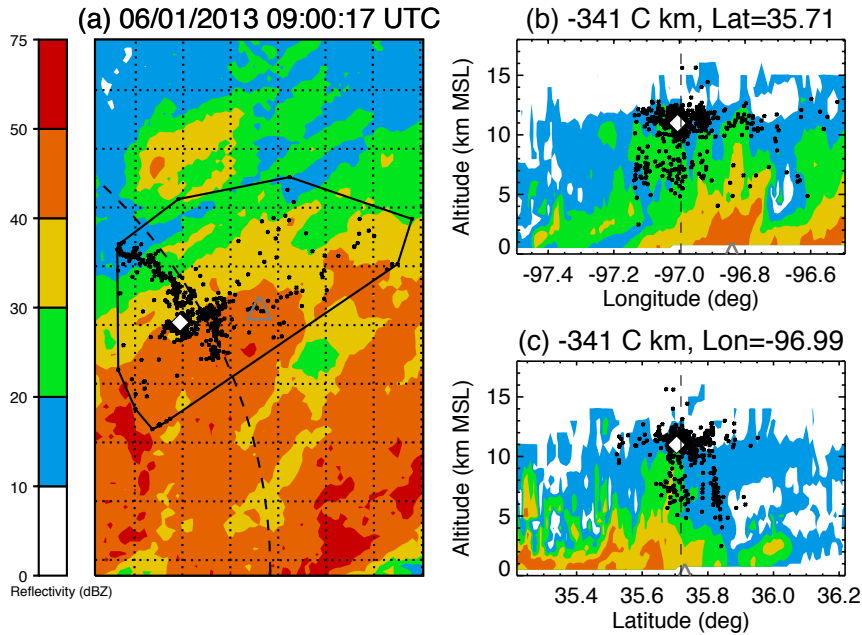 (a) 06/01/2013 09:00:17 UTC
75
50
40
30
20
10
0
Reflectivity (dBZ)
(b) -341 C km, Lat=35.71
Altitude (km MSL)
15
10
5
0
-97.4 -97.2 -97.0 -96.8 -96.6
Longitude (deg)
(c) -341 C km, Lon=-96.99
Altitude (km MSL)
15
10
5
0
35.4 35.6 35.8 36.0 36.2
Latitude (deg)